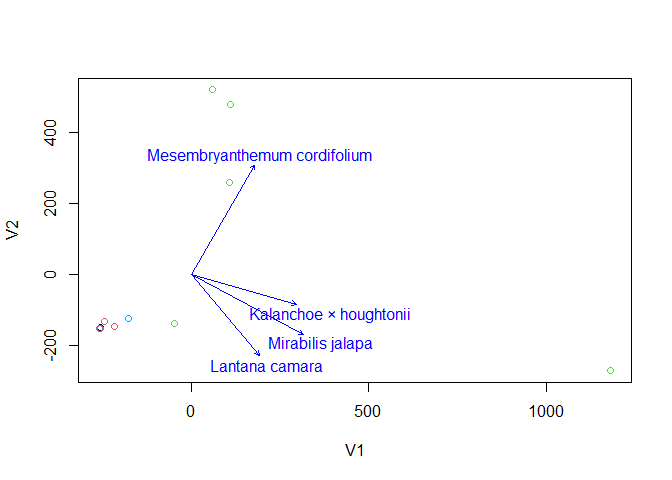 400
200
0
-200
V2
Mesembryanthemum cordifolium
Kalanchoe × houghtonii
Mirabilis jalapa
Lantana camara
0 500 1000
V1